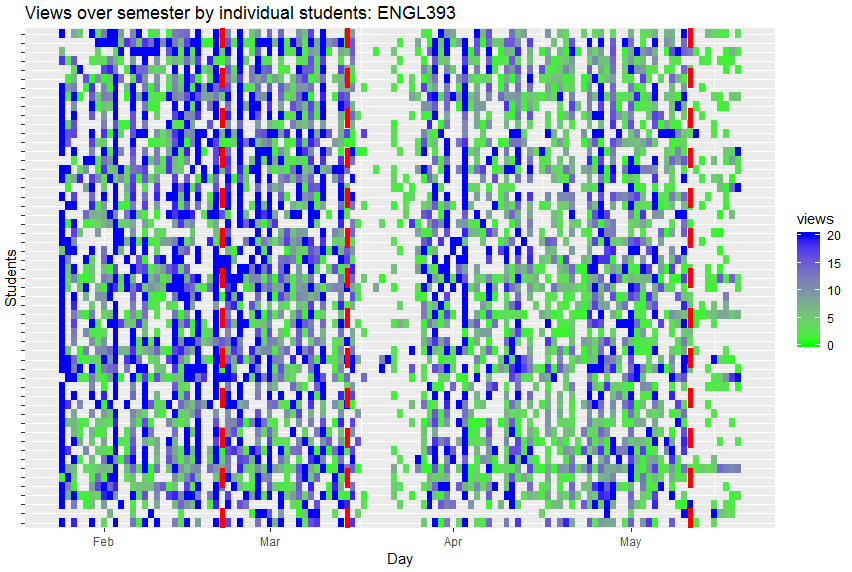 Views over semester by individual students: ENGL393
Students
views
20
15
10
5
0
Feb Mar Apr May
Day